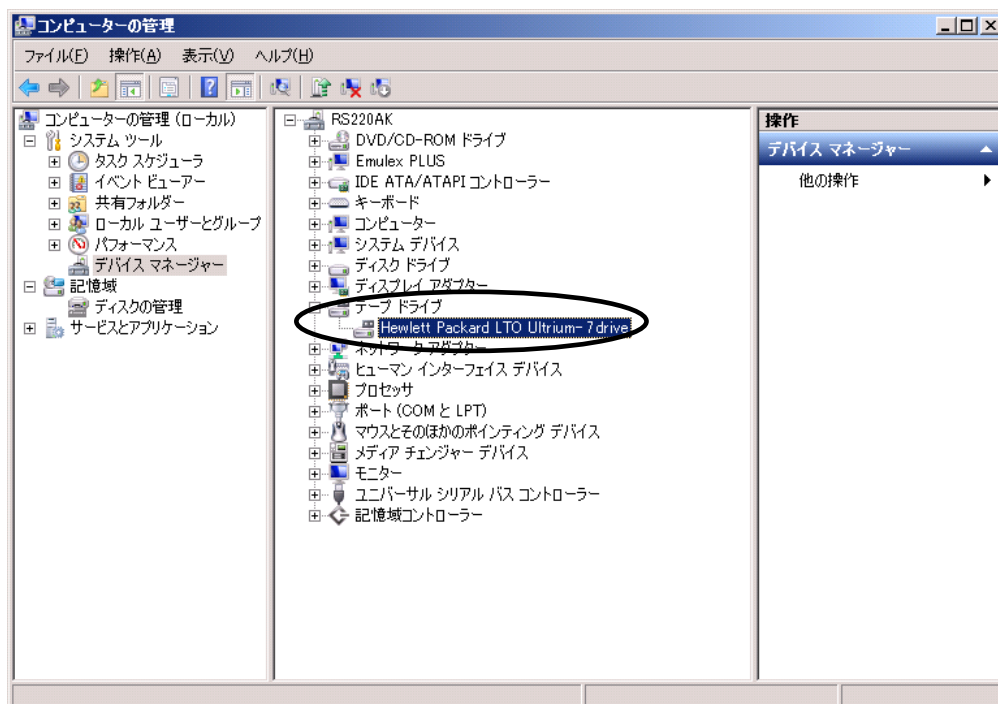 コンピューターの管理
ファイル(F) 操作(A) 表示(V) ヘルプ(H)
コンピューターの管理 (ローカル)
システム ツール
タスク スケジューラ
イベント ビューアー
共有フォルダー
ローカル ユーザーとグループ
パフォーマンス
デバイス マネージャー
記憶域
ディスクの管理
サービスとアプリケーション
RS220AK
DVD/CD-ROM ドライブ
Emulex PLUS
IDE ATA/ATAPI コントローラー
キーボード
コンピューター
システム デバイス
ディスク ドライブ
ディスプレイ アダプター
テープ ドライブ
Hewlett Packard LTO Ultrium-7drive
ネットワーク アダプター
ヒューマン インターフェイス デバイス
プロセッサ
ポート (COM と LPT)
マウスとそのほかのポインティング デバイス
メディア チェンジャー デバイス
モニター
ユニバーサル シリアル バス コントローラー
記憶域コントローラー
操作
デバイス マネージャー
他の操作